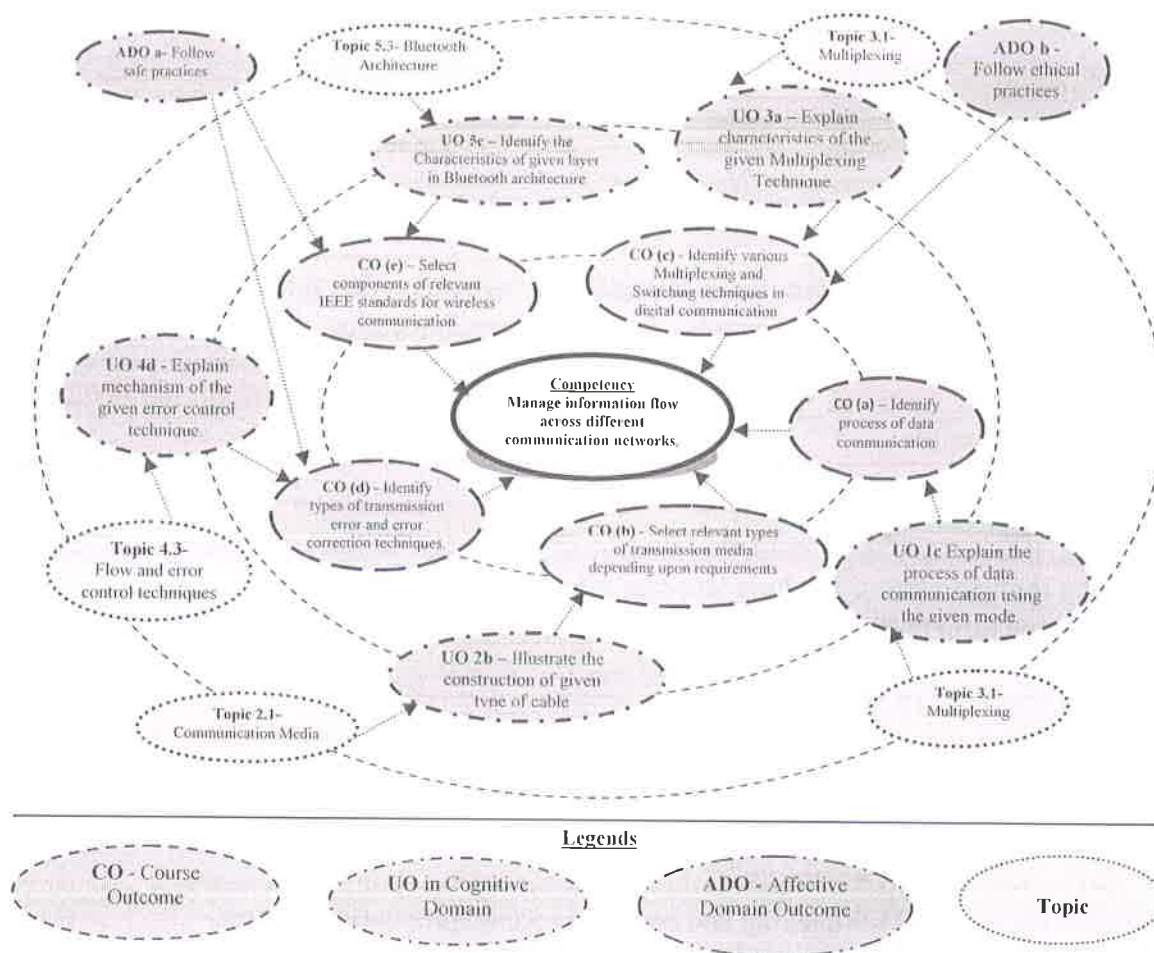 ADO a- Follow
safe practices
Topic 5.3- Bluetooth
Architecture
Topic 3.1-
Multiplexing
ADO b -
Follow ethical
practices
UO 5c – Identify the
Characteristics of given layer
in Bluetooth architecture
UO 3a – Explain
characteristics of the
given Multiplexing
Technique.
CO (e) – Select
components of relevant
IEEE standards for wireless
communication
CO (c) - Identify various
Multiplexing and
Switching techniques in
digital communication
UO 4d - Explain
mechanism of the
given error control
technique.
Competency
Manage information flow
across different
communication networks.
CO (a) – Identify
process of data
communication.
CO (d) - Identify
types of transmission
error and error
correction techniques.
CO (b) - Select relevant types
of transmission media
depending upon requirements
UO 1c Explain the
process of data
communication using
the given mode.
Topic 4.3-
Flow and error
control techniques
UO 2b – Illustrate the
construction of given
type of cable
Topic 2.1-
Communication Media
Topic 3.1-
Multiplexing
Legends
CO - Course
Outcome
UO in Cognitive
Domain
ADO - Affective
Domain Outcome
Topic